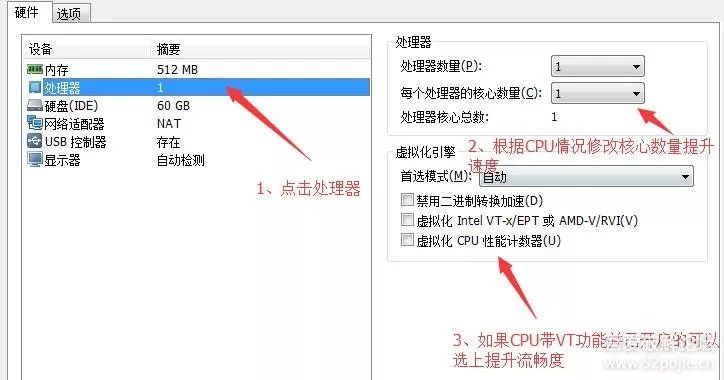 硬件 选项
设备 摘要
内存 512 MB
处理器 1
硬盘(IDE) 60 GB
网络适配器 NAT
USB 控制器 存在
显示器 自动检测
1、点击处理器
处理器
处理器数量(P): 1
每个处理器的核心数量(C): 1
处理器核心总数: 1
2、根据CPU情况修改核心数量提升
速度
虚拟化引擎
首选模式(M): 自动
禁用二进制转换加速(D)
虚拟化 Intel VT-x/EPT 或 AMD-V/RVI(V)
虚拟化 CPU 性能计数器(U)
3、如果CPU带VT功能并已开启的可以
选上提升流畅度
吾爱破解论坛
www.52pojie.cn